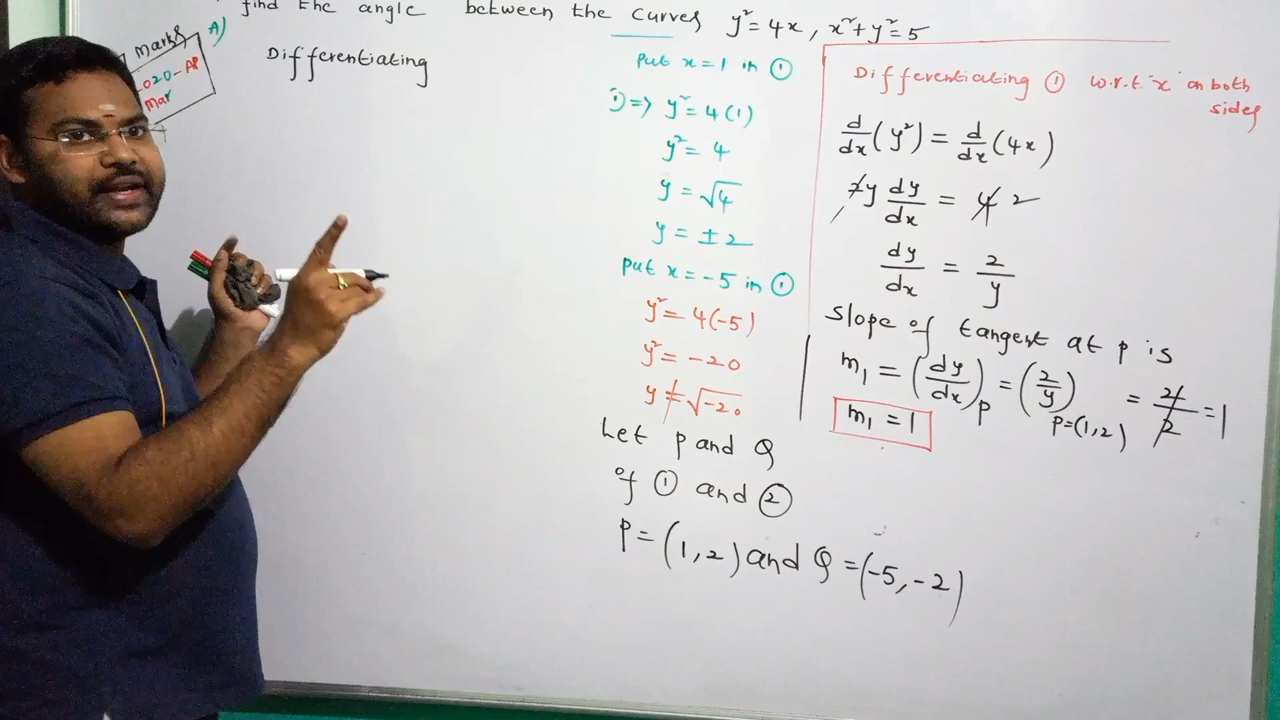 find the angle between the curves y² = 4x, x² + y² = 5
marks
020-AP
Mar
A)
Differentiating
put x = 1 in ①
1) => y² = 4(1)
y² = 4
y = √4
y = ±2
put x = -5 in ①
y² = 4(-5)
y² = -20
y ≠ √-20
Let P and Q
of ① and ②
P = (1, 2) and Q = (-5, -2)
Differentiating ① w.r.t 'x' on both
sides
d/dx (y²) = d/dx (4x)
2y dy/dx = 4 2
dy/dx = 2/y
slope of tangent at P is
m₁ = (dy/dx)P = (2/y)P=(1,2) = 2/2 = 1
m₁ = 1